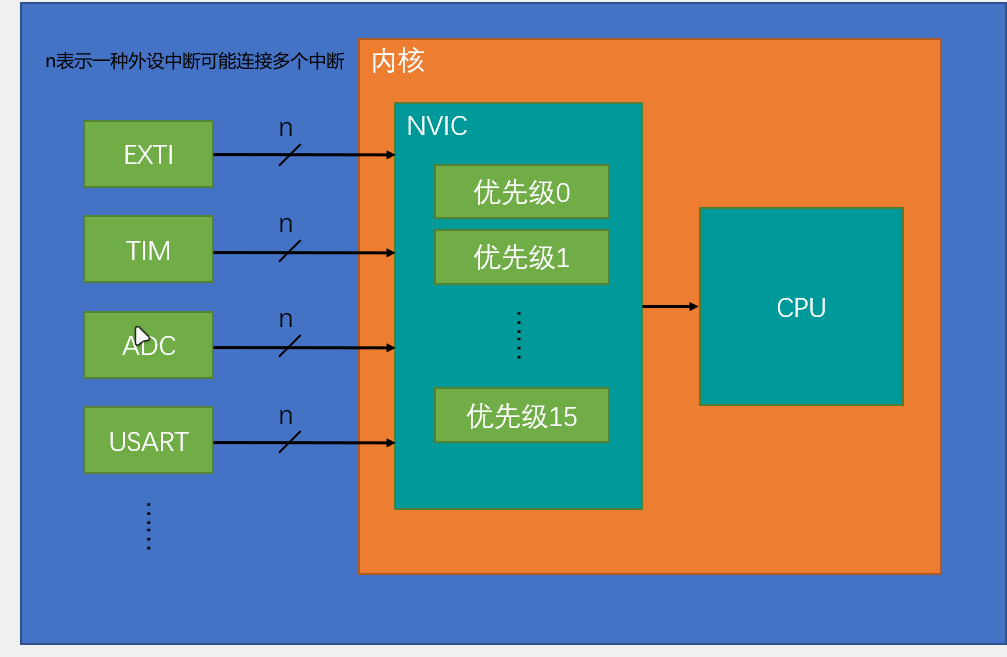 n表示一种外设中断可能连接多个中断
内核
NVIC
EXTI
n
优先级0
TIM
n
优先级1
ADC
n
CPU
USART
n
优先级15